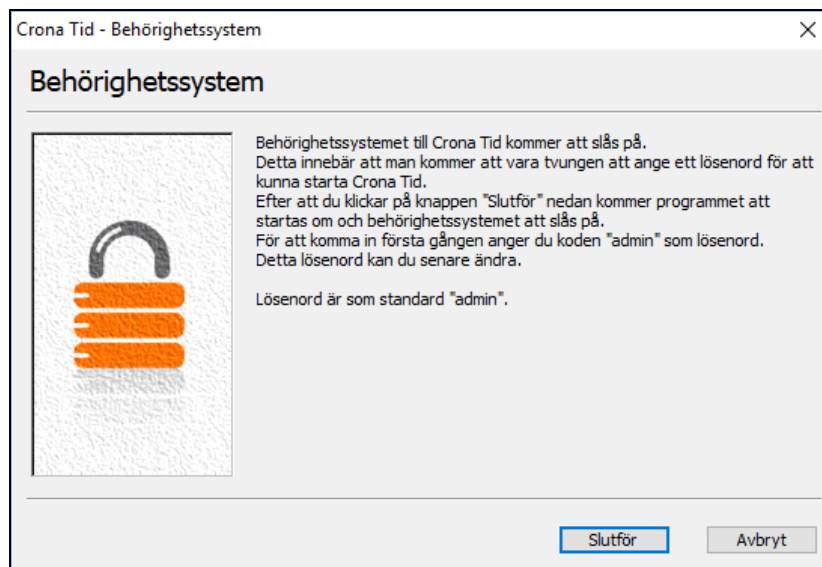 Crona Tid - Behörighetssystem
Behörighetssystem
Behörighetssystemet till Crona Tid kommer att slås på.
Detta innebär att man kommer att vara tvungen att ange ett lösenord för att
kunna starta Crona Tid.
Efter att du klickar på knappen "Slutför" nedan kommer programmet att
startas om och behörighetssystemet att slås på.
För att komma in första gången anger du koden "admin" som lösenord.
Detta lösenord kan du senare ändra.
Lösenord är som standard "admin".
Slutför
Avbryt